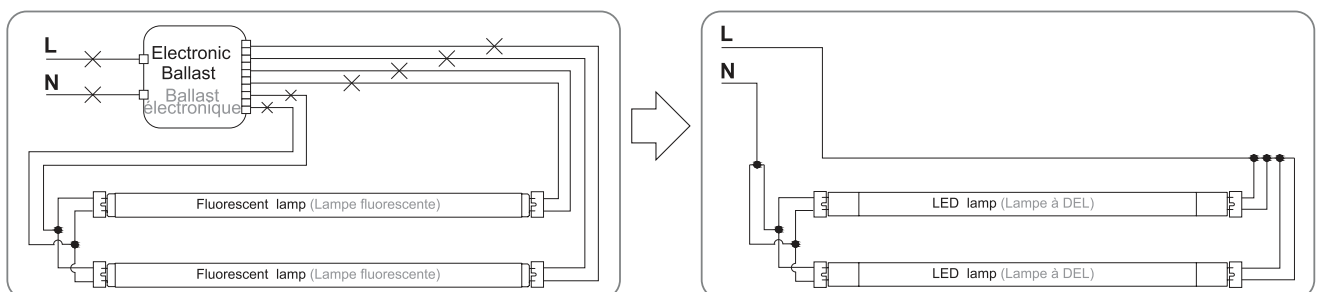 L
N
Electronic
Ballast
Ballast
électronique
Fluorescent lamp (Lampe fluorescente)
Fluorescent lamp (Lampe fluorescente)
L
N
LED lamp (Lampe à DEL)
LED lamp (Lampe à DEL)